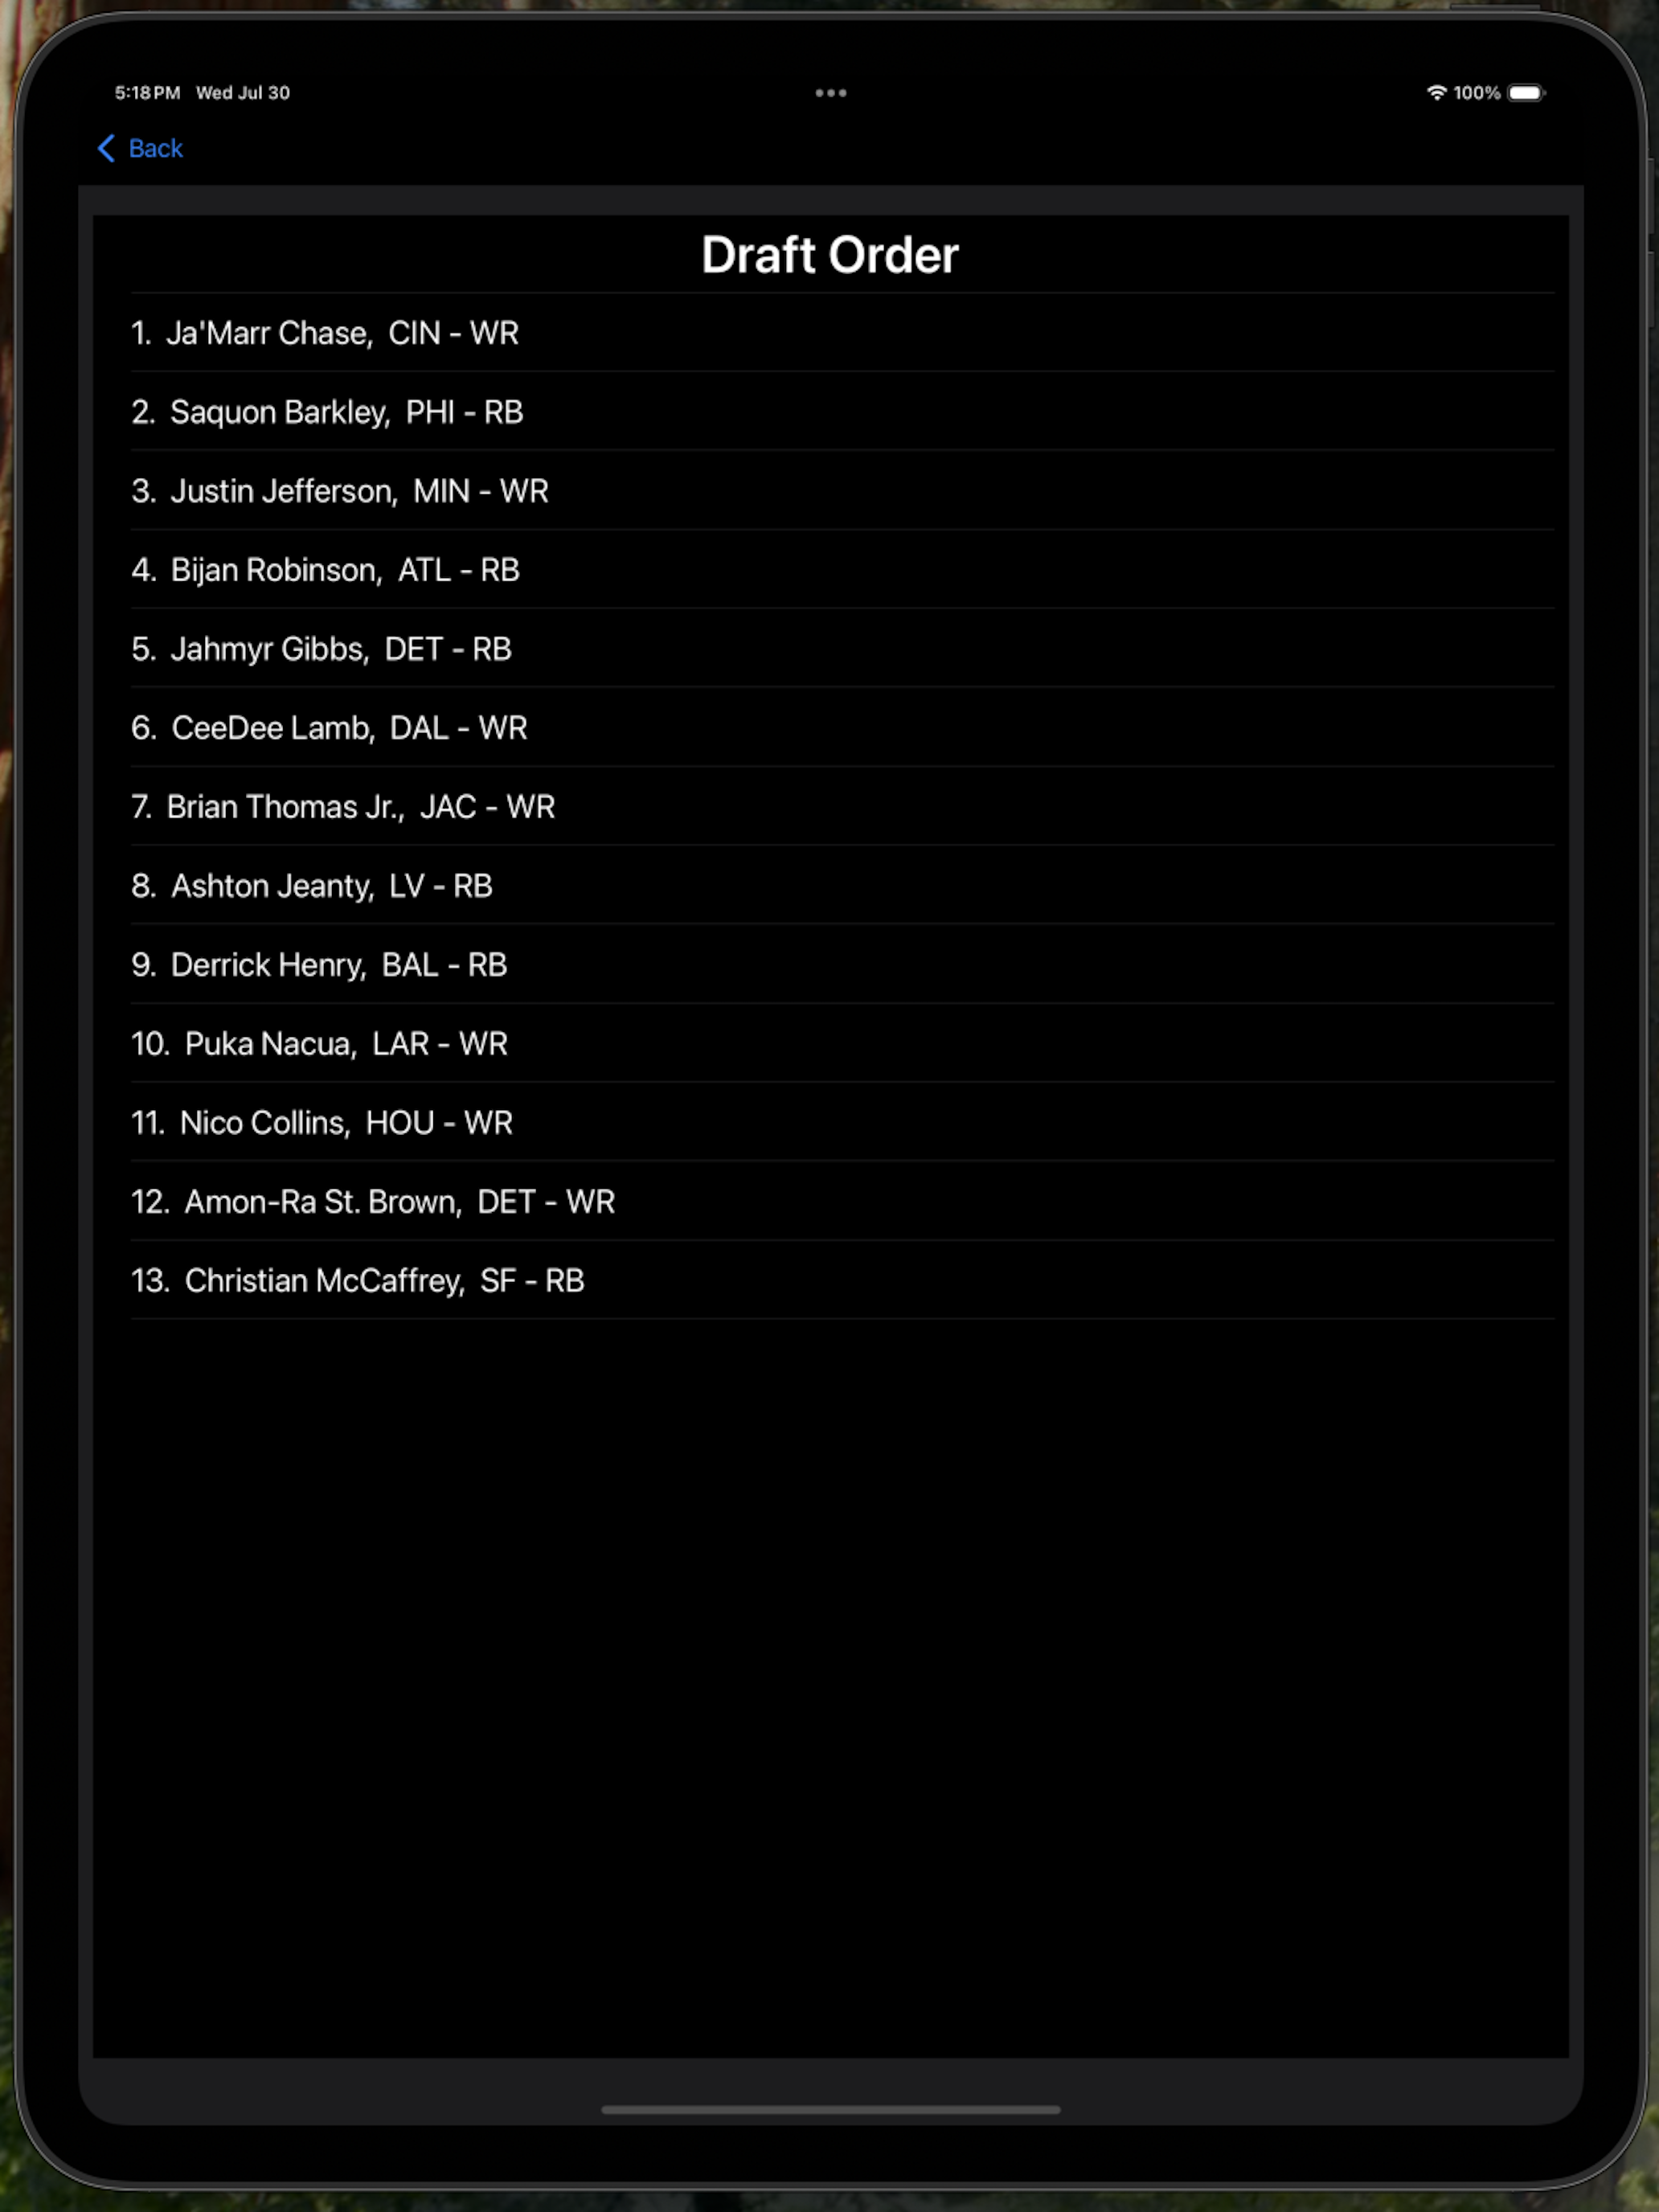 5:18 PM Wed Jul 30
100%
Back
Draft Order
1. Ja'Marr Chase, CIN - WR
2. Saquon Barkley, PHI - RB
3. Justin Jefferson, MIN - WR
4. Bijan Robinson, ATL - RB
5. Jahmyr Gibbs, DET - RB
6. CeeDee Lamb, DAL - WR
7. Brian Thomas Jr., JAC - WR
8. Ashton Jeanty, LV - RB
9. Derrick Henry, BAL - RB
10. Puka Nacua, LAR - WR
11. Nico Collins, HOU - WR
12. Amon-Ra St. Brown, DET - WR
13. Christian McCaffrey, SF - RB